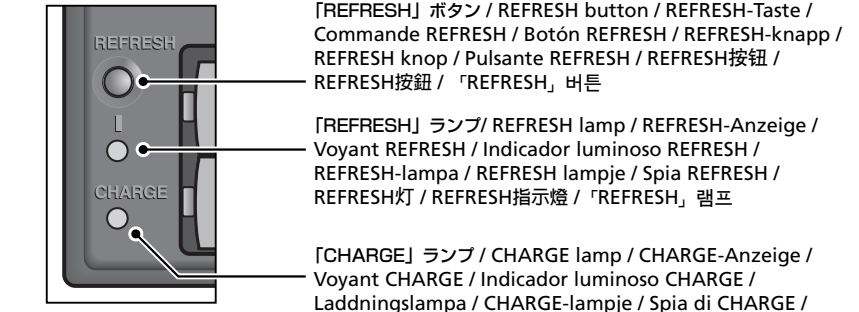 REFRESH
CHARGE
「REFRESH」ボタン / REFRESH button / REFRESH-Taste /
Commande REFRESH / Botón REFRESH / REFRESH-knapp /
REFRESH knop / Pulsante REFRESH / REFRESH按钮 /
REFRESH按鈕 / 「REFRESH」버튼
「REFRESH」ランプ/ REFRESH lamp / REFRESH-Anzeige /
Voyant REFRESH / Indicador luminoso REFRESH /
REFRESH-lampa / REFRESH lampje / Spia REFRESH /
REFRESH灯 / REFRESH指示燈 /「REFRESH」램프
「CHARGE」ランプ / CHARGE lamp / CHARGE-Anzeige /
Voyant CHARGE / Indicador luminoso CHARGE /
Laddningslampa / CHARGE-lampje / Spia di CHARGE /